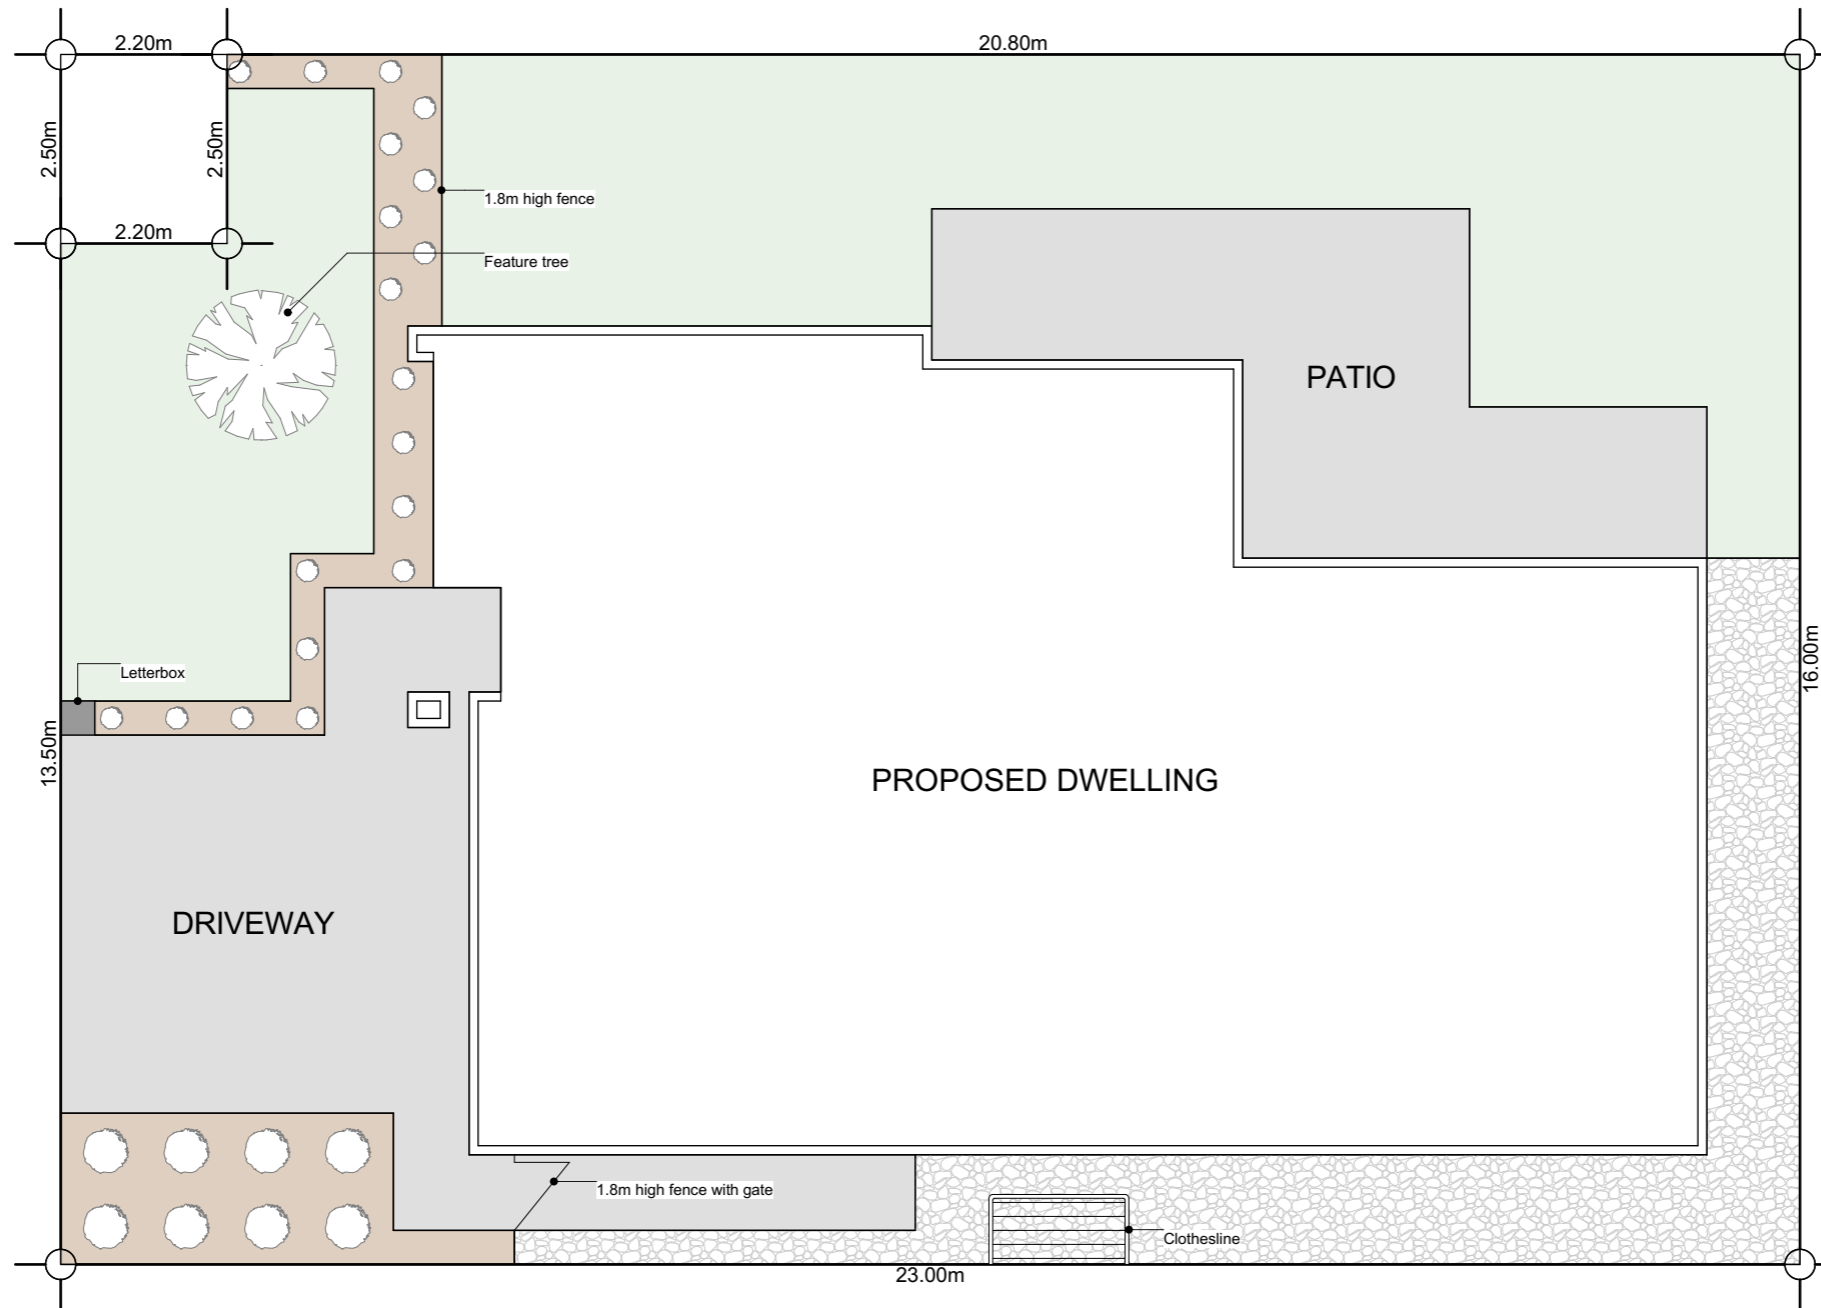 2.20m
20.80m
2.50m
2.50m
1.8m high fence
2.20m
Feature tree
PATIO
Letterbox
16.00m
13.50m
PROPOSED DWELLING
DRIVEWAY
1.8m high fence with gate
Clothesline
23.00m